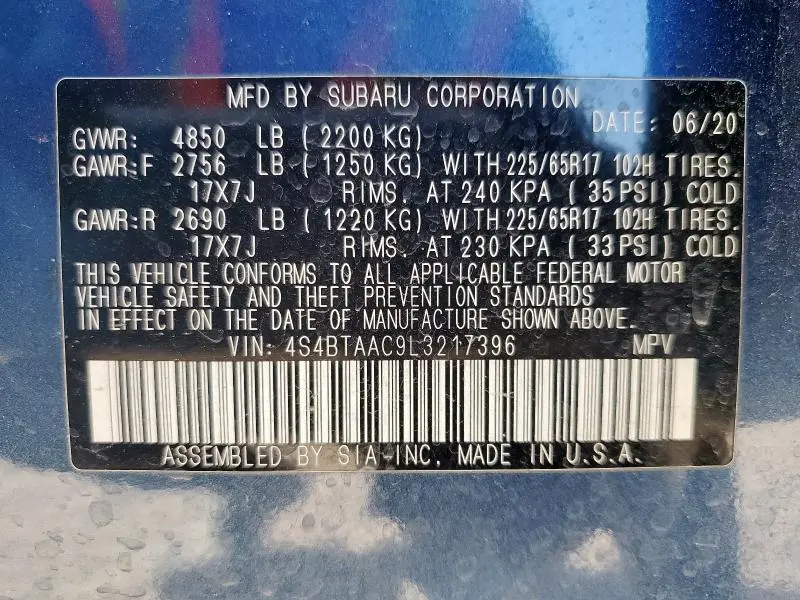 MFD BY SUBARU CORPORATION
DATE: 06/20
GVWR: 4850 LB ( 2200 KG)
GAWR:F 2756 LB ( 1250 KG) WITH 225/65R17 102H TIRES.
17X7J RIMS. AT 240 KPA ( 35 PSI) COLD
GAWR:R 2690 LB ( 1220 KG) WITH 225/65R17 102H TIRES.
17X7J RIMS. AT 230 KPA ( 33 PSI) COLD
THIS VEHICLE CONFORMS TO ALL APPLICABLE FEDERAL MOTOR
VEHICLE SAFETY AND THEFT PREVENTION STANDARDS
IN EFFECT ON THE DATE OF MANUFACTURE SHOWN ABOVE.
VIN: 4S4BTAAC9L3217396 MPV
ASSEMBLED BY SIA-INC. MADE IN U.S.A.